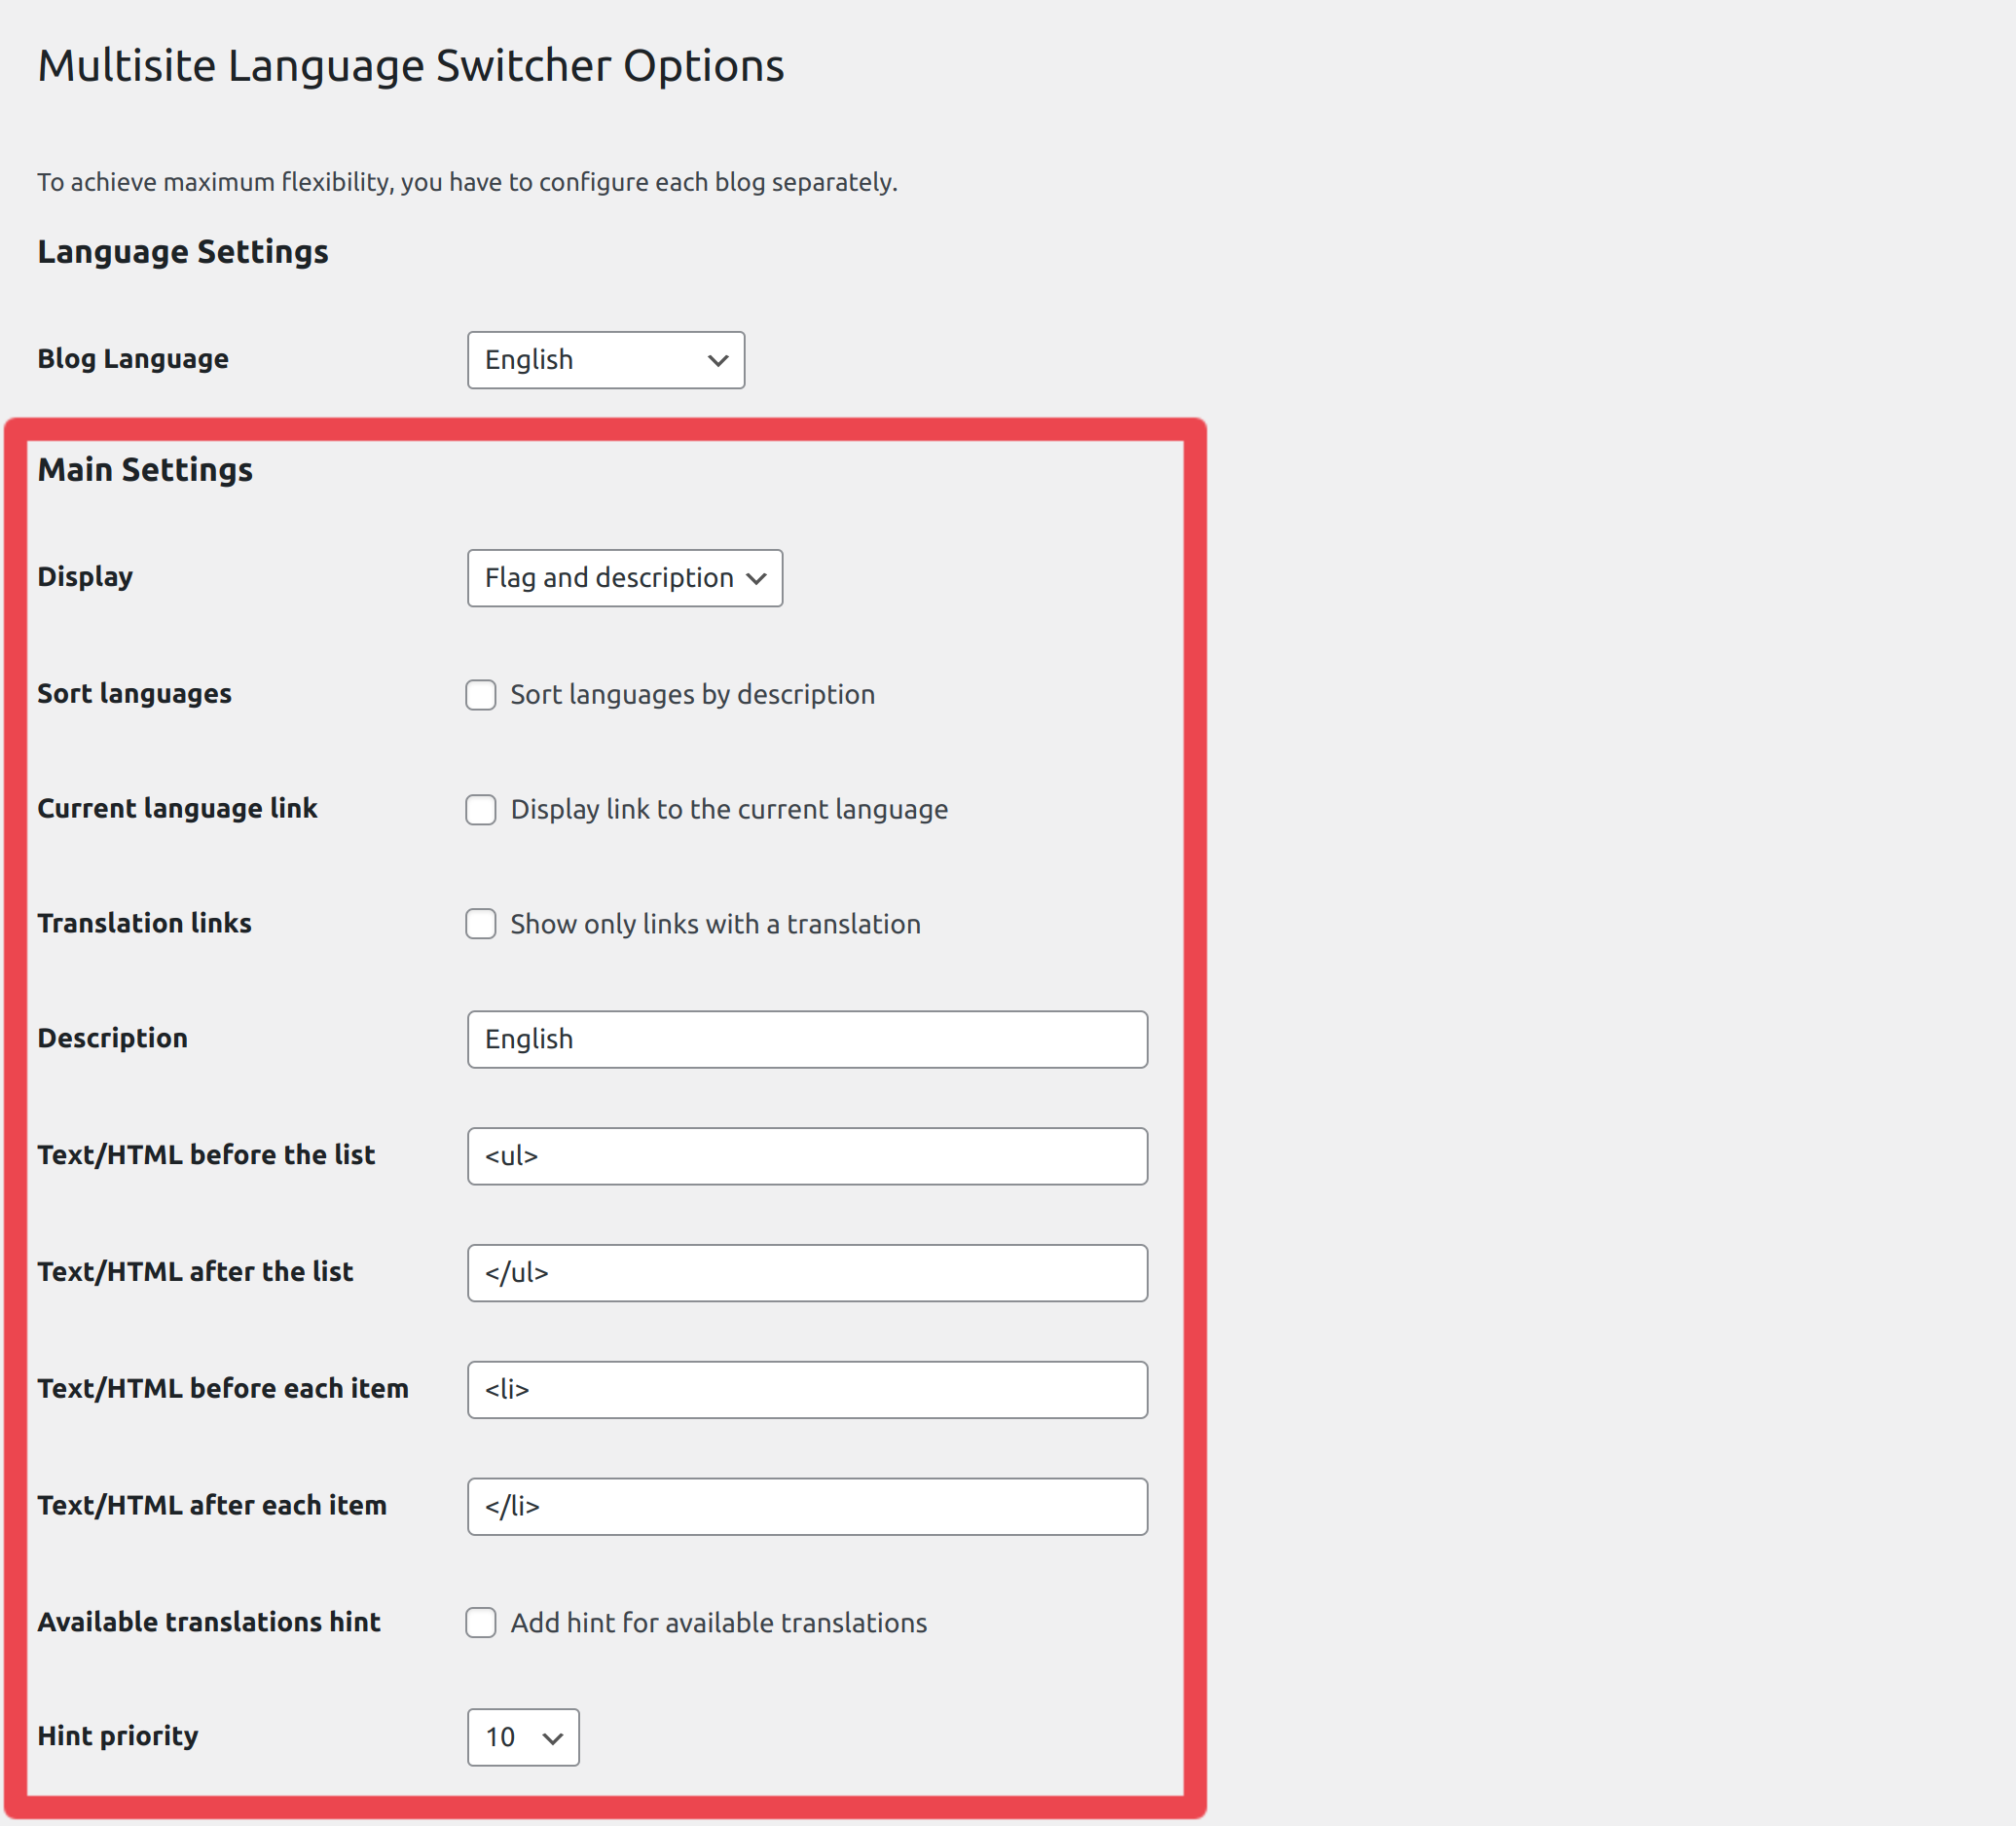 Multisite Language Switcher Options
To achieve maximum flexibility, you have to configure each blog separately.
Language Settings
Blog Language English
Main Settings
Display Flag and description
Sort languages Sort languages by description
Current language link Display link to the current language
Translation links Show only links with a translation
Description English
Text/HTML before the list <ul>
Text/HTML after the list </ul>
Text/HTML before each item <li>
Text/HTML after each item </li>
Available translations hint Add hint for available translations
Hint priority 10